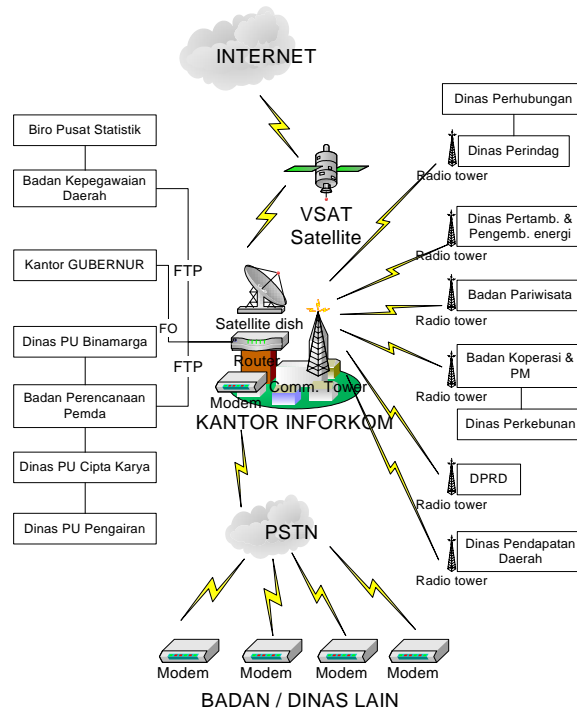 INTERNET
VSAT
Satellite
Biro Pusat Statistik
Badan Kepegawaian
Daerah
Kantor GUBERNUR
Dinas PU Binamarga
Badan Perencanaan
Pemda
Dinas PU Cipta Karya
Dinas PU Pengairan
FTP
FO
FTP
Satellite dish
Router
Modem
Comm. Tower
KANTOR INFORKOM
Dinas Perhubungan
Dinas Perindag
Radio tower
Dinas Pertamb. &
Pengemb. energi
Radio tower
Badan Pariwisata
Radio tower
Badan Koperasi &
PM
Radio tower
Dinas Perkebunan
DPRD
Radio tower
Dinas Pendapatan
Daerah
Radio tower
PSTN
Modem
Modem
Modem
Modem
BADAN / DINAS LAIN